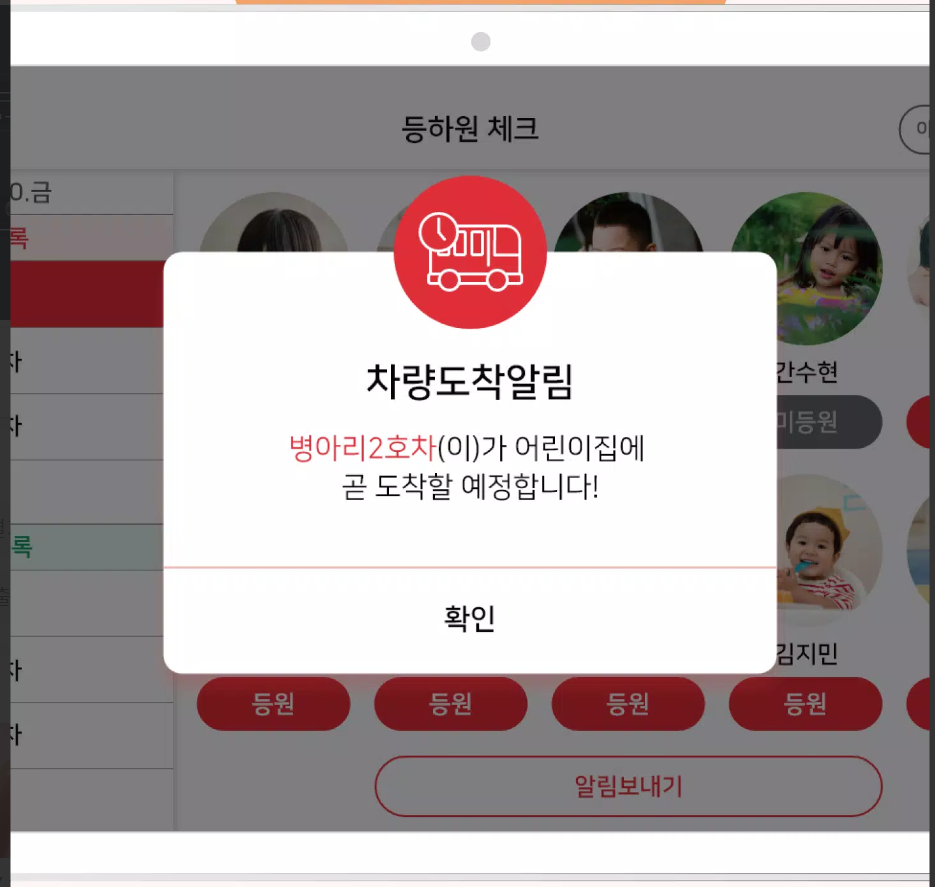 등하원 체크
0.금
록
차량도착알림
병아리2호차(이)가 어린이집에
곧 도착할 예정합니다!
확인
간수현
미등원
차
차
록
김지민
차
차
등원
등원
등원
등원
알림보내기